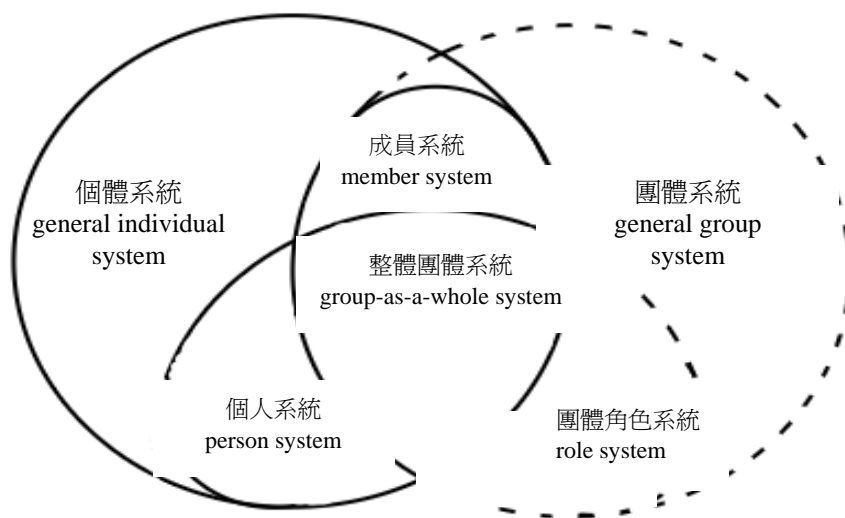 成員系統
member system
個體系統
general individual
system
團體系統
general group
system
整體團體系統
group-as-a-whole system
個人系統
person system
團體角色系統
role system